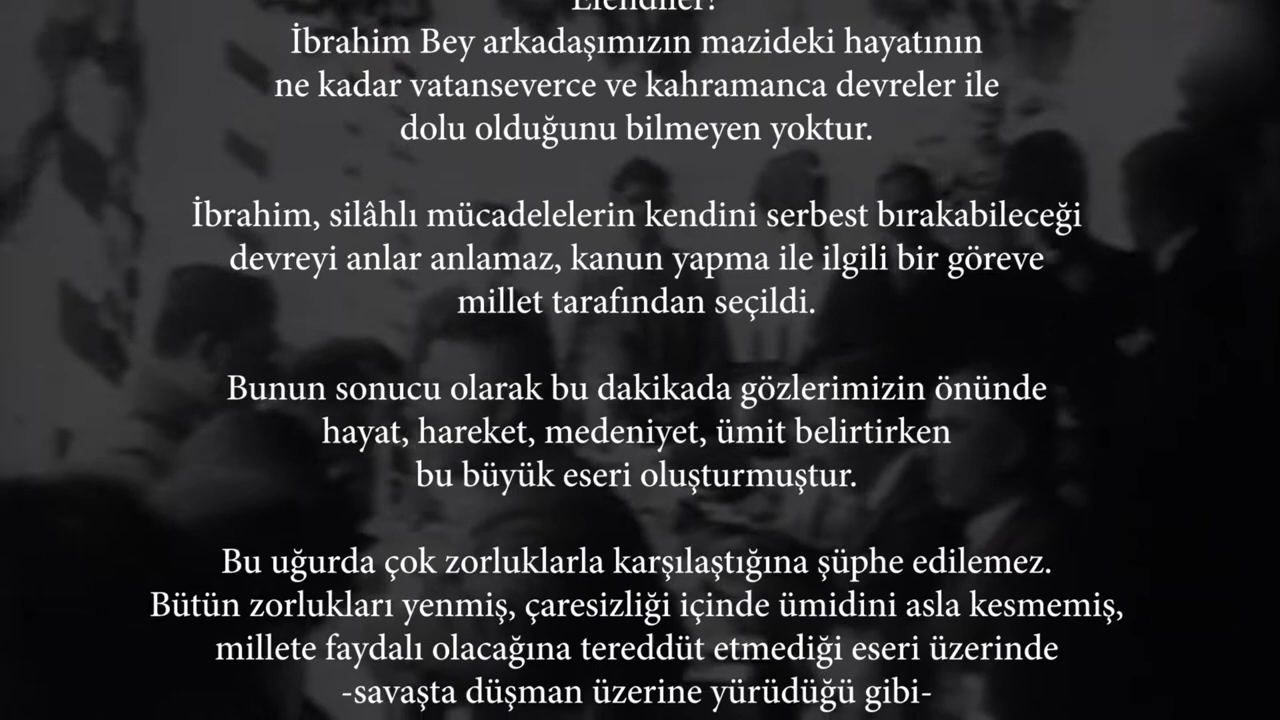 Efendiler!
İbrahim Bey arkadaşımızın mazideki hayatının
ne kadar vatanseverce ve kahramanca devreler ile
dolu olduğunu bilmeyen yoktur.
İbrahim, silâhlı mücadelelerin kendini serbest bırakabileceği
devreyi anlar anlamaz, kanun yapma ile ilgili bir göreve
millet tarafından seçildi.
Bunun sonucu olarak bu dakikada gözlerimizin önünde
hayat, hareket, medeniyet, ümit belirtirken
bu büyük eseri oluşturmuştur.
Bu uğurda çok zorluklarla karşılaştığına şüphe edilemez.
Bütün zorlukları yenmiş, çaresizliği içinde ümidini asla kesmemiş,
millete faydalı olacağına tereddüt etmediği eseri üzerinde
-savaşta düşman üzerine yürüdüğü gibi-